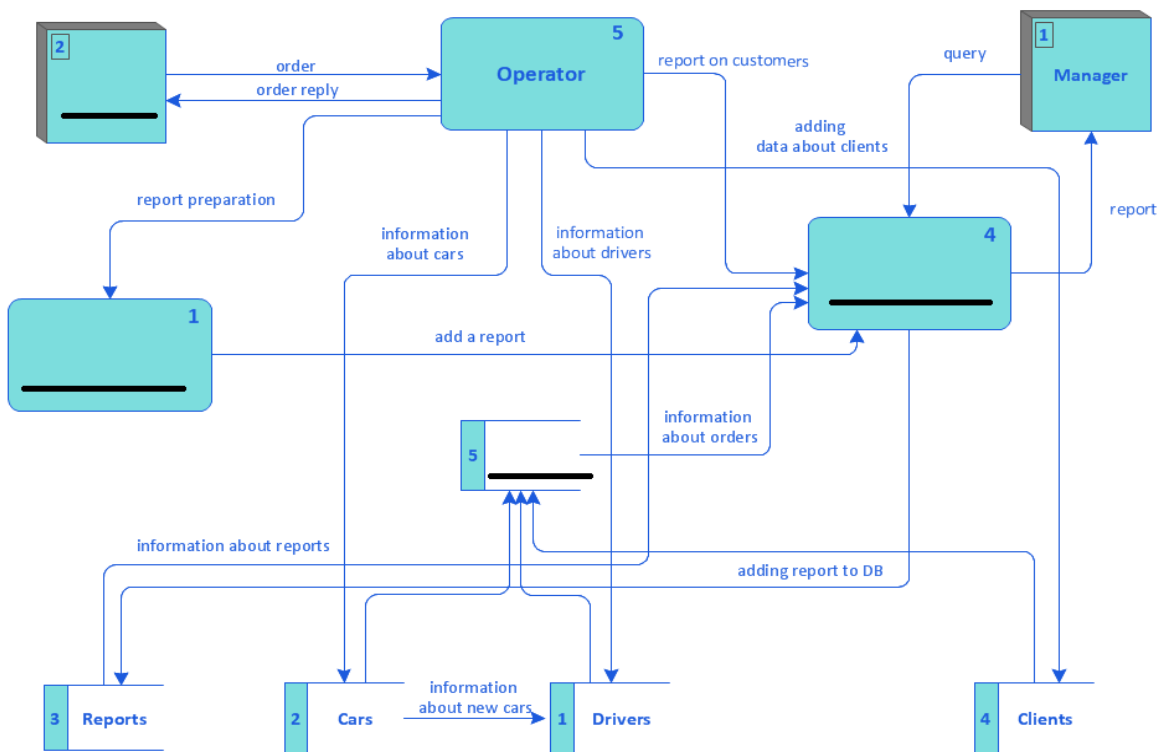 2
5
Operator
1
Manager
order
order reply
report on customers
query
adding
data about clients
report preparation
information
about cars
information
about drivers
report
4
1
add a report
information
about orders
5
information about reports
adding report to DB
information
about new cars
3
Reports
2
Cars
1
Drivers
4
Clients